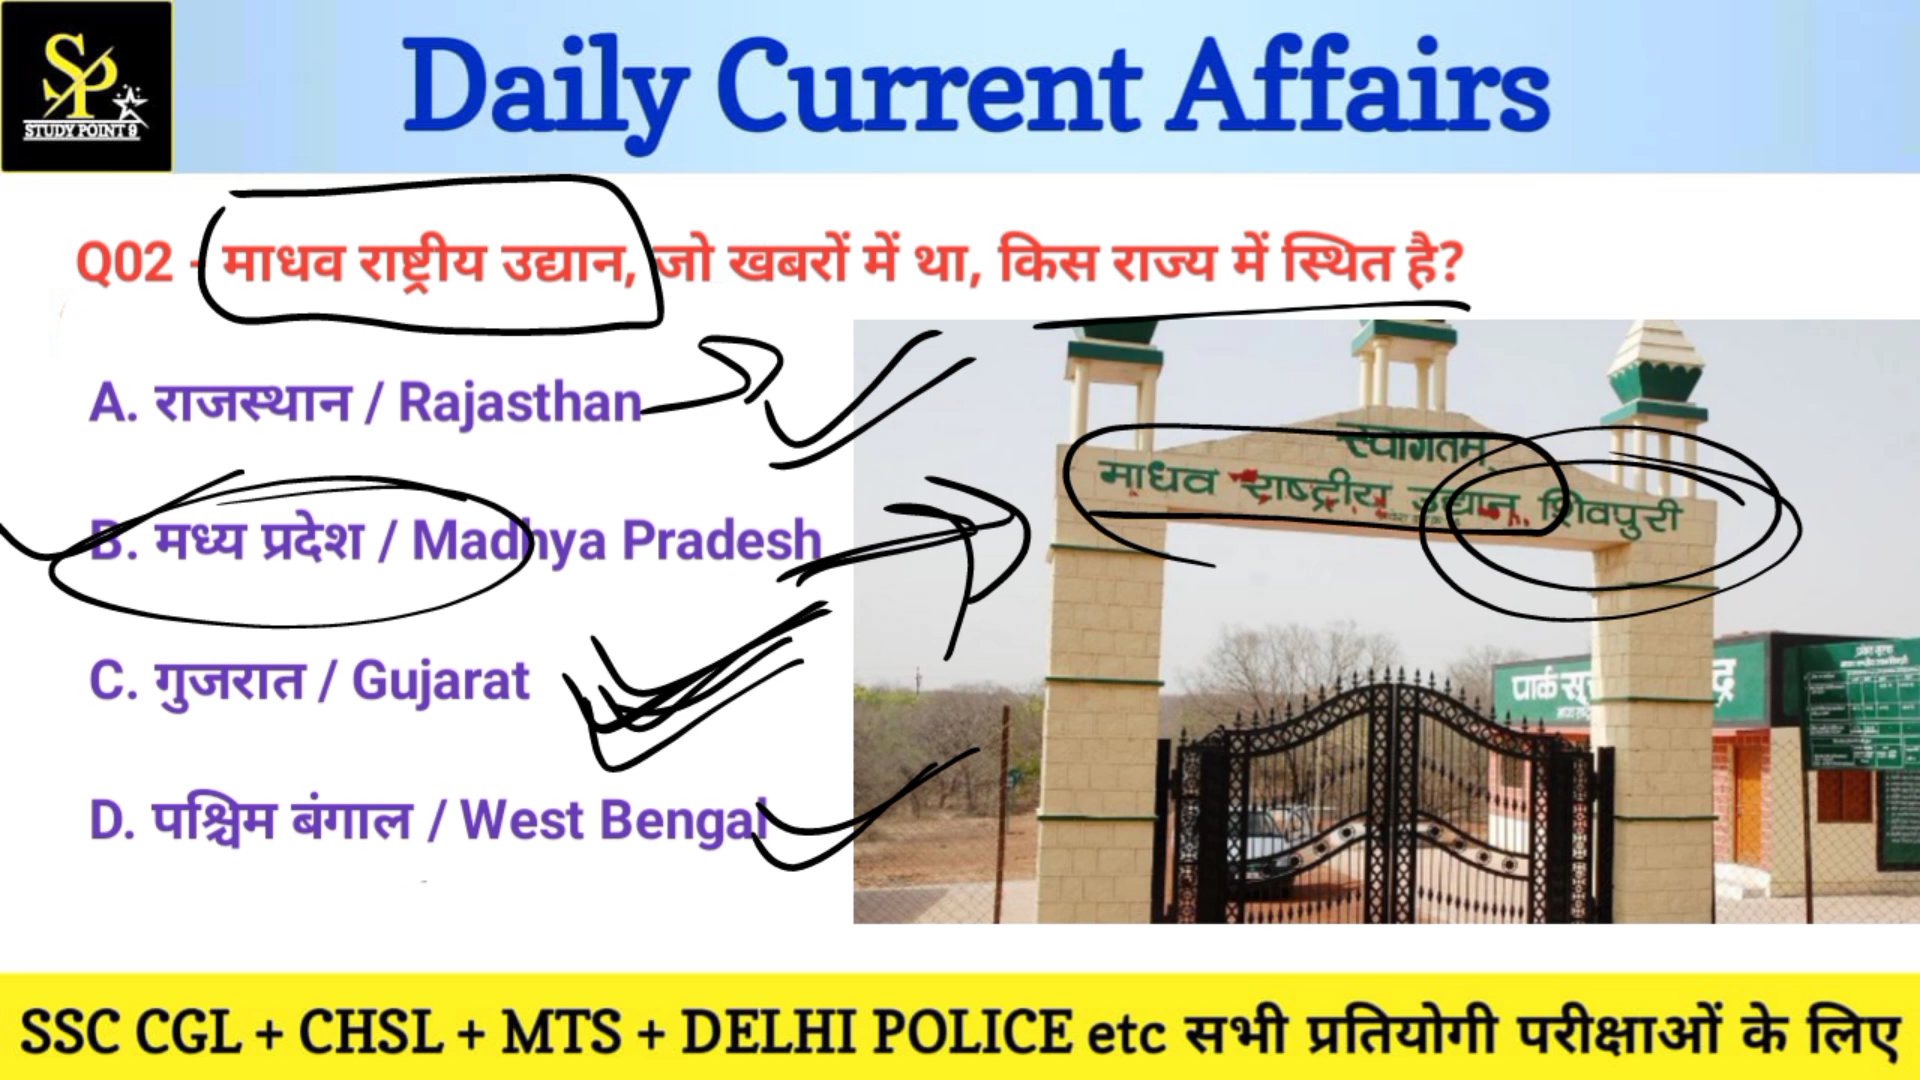 SP
STUDY POINT 9
Daily Current Affairs
Q02 - माधव राष्ट्रीय उद्यान, जो खबरों में था, किस राज्य में स्थित है?
A. राजस्थान / Rajasthan
B. मध्य प्रदेश / Madhya Pradesh
C. गुजरात / Gujarat
D. पश्चिम बंगाल / West Bengal
स्वागतम्
माधव राष्ट्रीय उद्यान शिवपुरी
पार्क
SSC CGL + CHSL + MTS + DELHI POLICE etc सभी प्रतियोगी परीक्षाओं के लिए